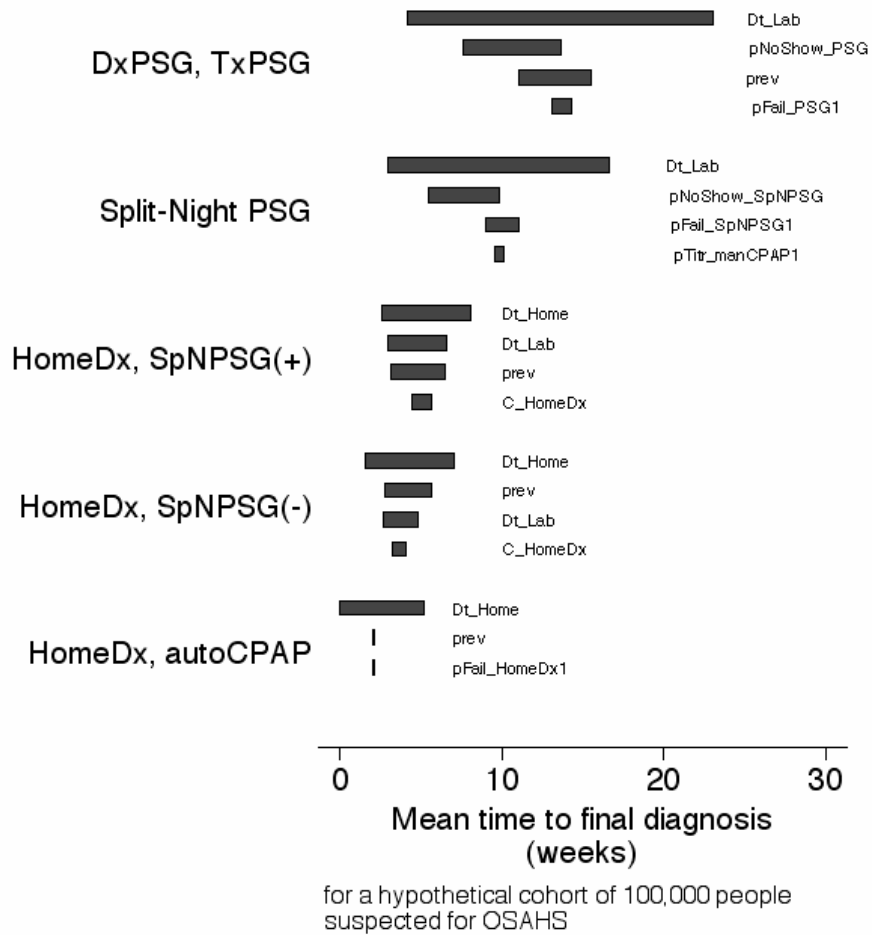 Dt_Lab
DxPSG, TxPSG
pNoShow_PSG
prev
pFail_PSG1
Dt_Lab
Split-Night PSG
pNoShow_SpNPSG
pFail_SpNPSG1
pTitr_manCPAP1
Dt_Home
HomeDx, SpNPSG(+)
Dt_Lab
prev
C_HomeDx
Dt_Home
HomeDx, SpNPSG(-)
prev
Dt_Lab
C_HomeDx
Dt_Home
HomeDx, autoCPAP
prev
pFail_HomeDx1
0 10 20 30
Mean time to final diagnosis
(weeks)
for a hypothetical cohort of 100,000 people
suspected for OSAHS